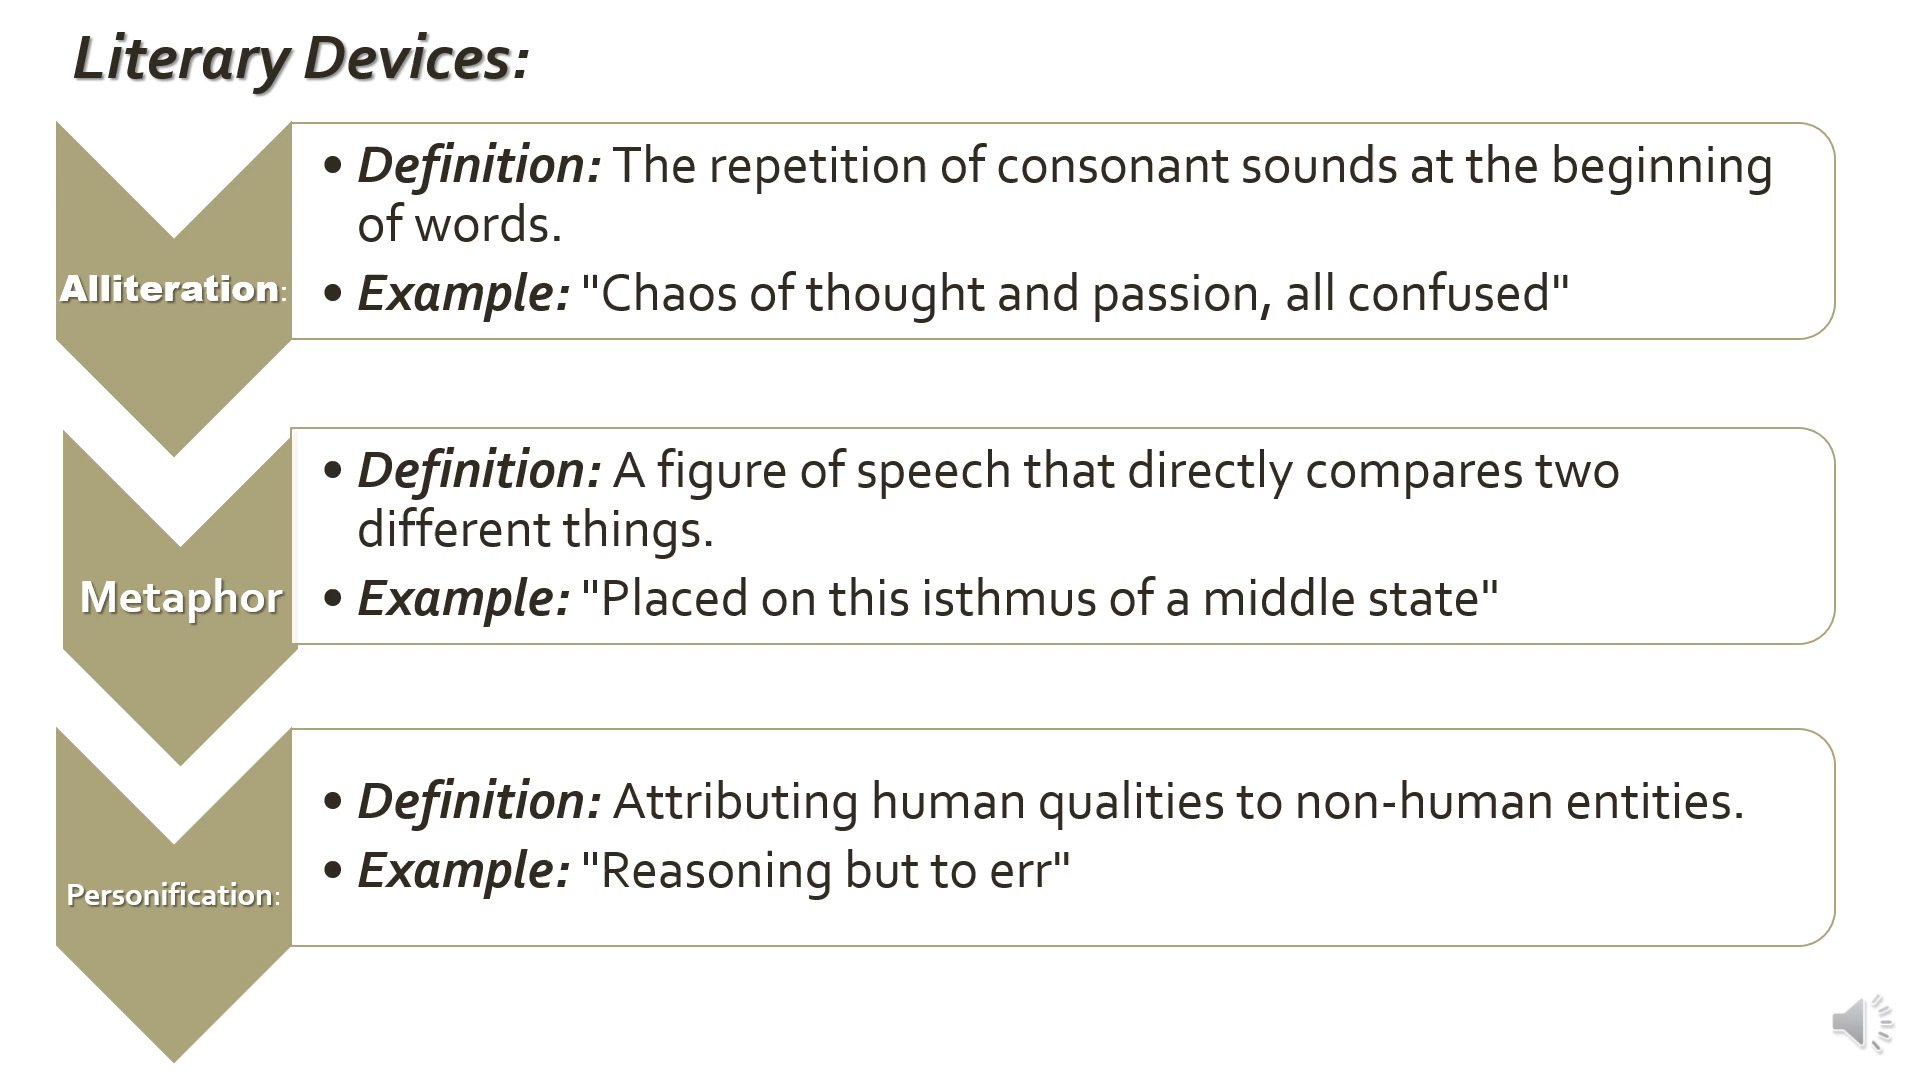 Literary Devices:
Alliteration:
• Definition: The repetition of consonant sounds at the beginning
of words.
• Example: "Chaos of thought and passion, all confused"
Metaphor
• Definition: A figure of speech that directly compares two
different things.
• Example: "Placed on this isthmus of a middle state"
Personification:
• Definition: Attributing human qualities to non-human entities.
• Example: "Reasoning but to err"